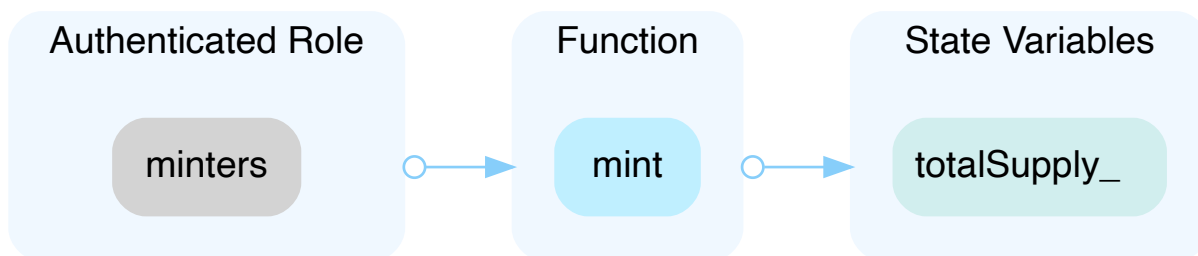 Authenticated Role
Function
State Variables
minters
mint
totalSupply_